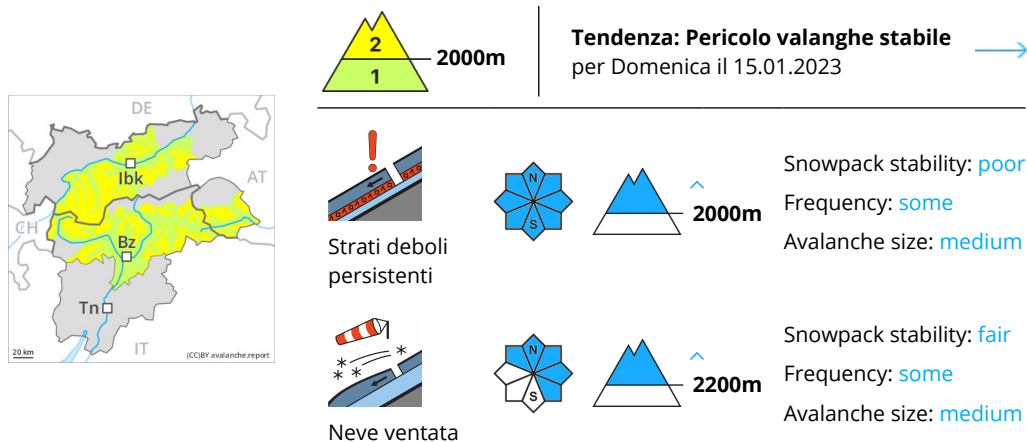 2
1
2000m
Tendenza: Pericolo valanghe stabile
per Domenica il 15.01.2023
DE
Ibk
AT
CH
Bz
Tn
IT
20 km
(CC)BY avalanche.report
N
S
2000m
Strati deboli
persistenti
Snowpack stability: poor
Frequency: some
Avalanche size: medium
N
S
2200m
Neve ventata
Snowpack stability: fair
Frequency: some
Avalanche size: medium